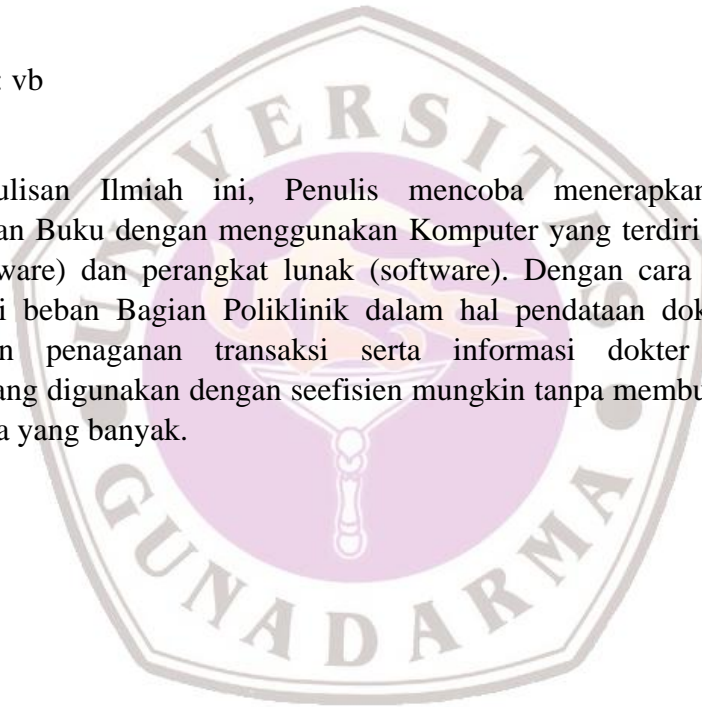 : vb
ulisan Ilmiah ini, Penulis mencoba menerapkan
an Buku dengan menggunakan Komputer yang terdiri
ware) dan perangkat lunak (software). Dengan cara
i beban Bagian Poliklinik dalam hal pendataan dok
n penaganan transaksi serta informasi dokter
ang digunakan dengan seefisien mungkin tanpa membu
a yang banyak.
UNIVERSITAS
GUNADARMA